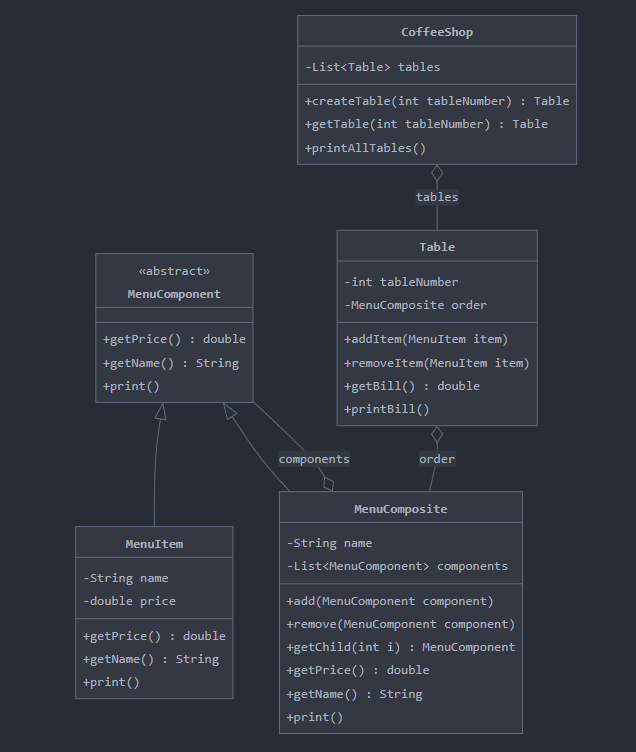 CoffeeShop
-List<Table> tables
+createTable(int tableNumber) : Table
+getTable(int tableNumber) : Table
+printAllTables()
tables
Table
-int tableNumber
-MenuComposite order
+addItem(MenuItem item)
+removeItem(MenuItem item)
+getBill() : double
+printBill()
«abstract»
MenuComponent
+getPrice() : double
+getName() : String
+print()
components
order
MenuItem
-String name
-double price
+getPrice() : double
+getName() : String
+print()
MenuComposite
-String name
-List<MenuComponent> components
+add(MenuComponent component)
+remove(MenuComponent component)
+getChild(int i) : MenuComponent
+getPrice() : double
+getName() : String
+print()